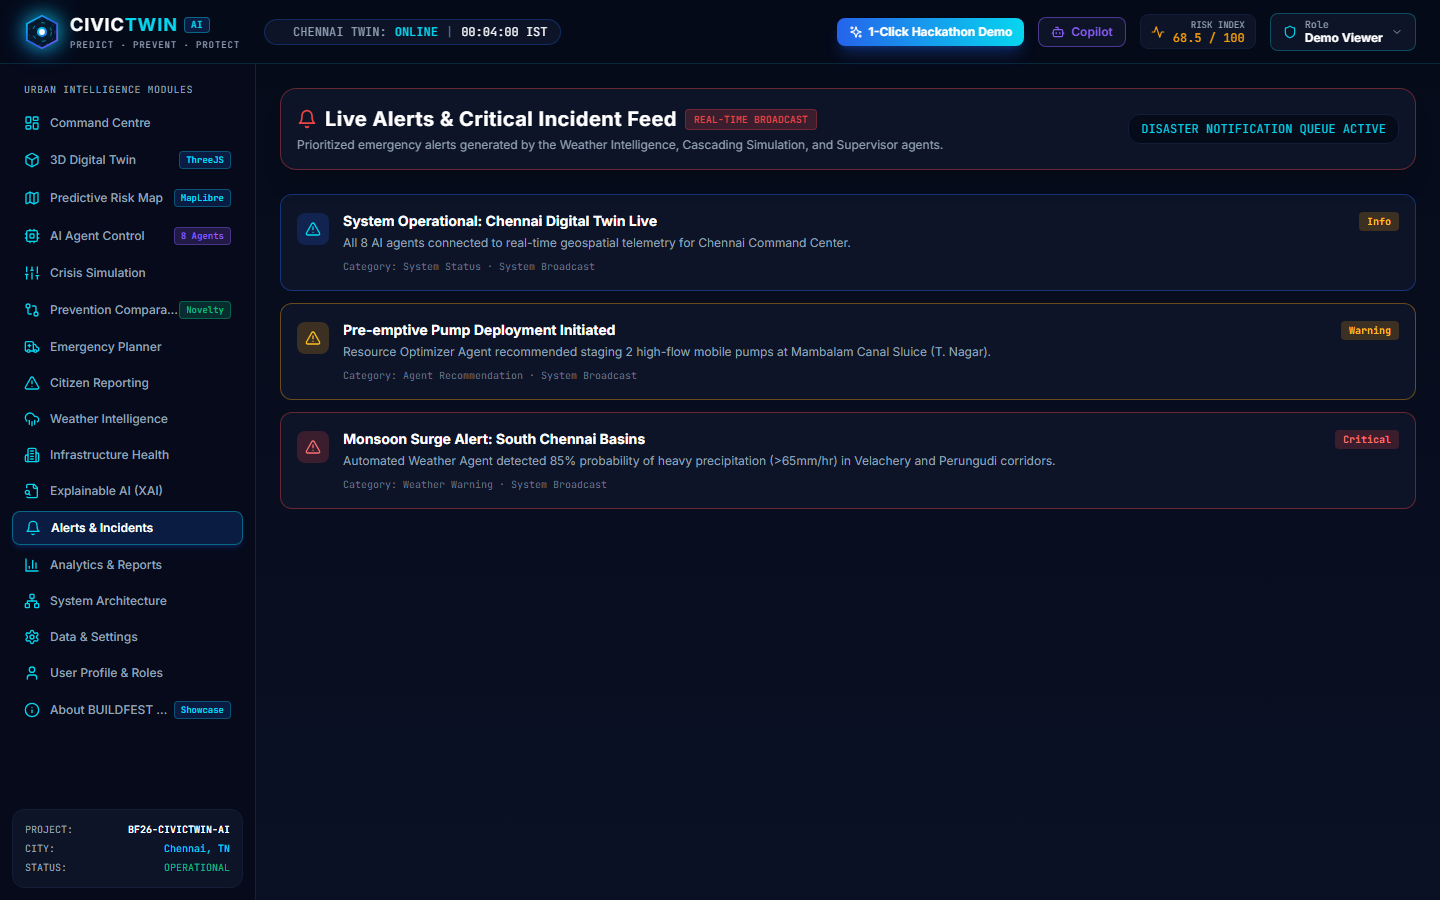 CIVICTWIN AI
PREDICT · PREVENT · PROTECT
CHENNAI TWIN: ONLINE | 00:04:00 IST
1-Click Hackathon Demo
Copilot
RISK INDEX
68.5 / 100
Role
Demo Viewer
URBAN INTELLIGENCE MODULES
Command Centre
3D Digital Twin ThreeJS
Predictive Risk Map MapLibre
AI Agent Control 8 Agents
Crisis Simulation
Prevention Compara... Novelty
Emergency Planner
Citizen Reporting
Weather Intelligence
Infrastructure Health
Explainable AI (XAI)
Alerts & Incidents
Analytics & Reports
System Architecture
Data & Settings
User Profile & Roles
About BUILDFEST ... Showcase
PROJECT: BF26-CIVICTWIN-AI
CITY: Chennai, TN
STATUS: OPERATIONAL
Live Alerts & Critical Incident Feed REAL-TIME BROADCAST
Prioritized emergency alerts generated by the Weather Intelligence, Cascading Simulation, and Supervisor agents.
DISASTER NOTIFICATION QUEUE ACTIVE
System Operational: Chennai Digital Twin Live
Info
All 8 AI agents connected to real-time geospatial telemetry for Chennai Command Center.
Category: System Status · System Broadcast
Pre-emptive Pump Deployment Initiated
Warning
Resource Optimizer Agent recommended staging 2 high-flow mobile pumps at Mambalam Canal Sluice (T. Nagar).
Category: Agent Recommendation · System Broadcast
Monsoon Surge Alert: South Chennai Basins
Critical
Automated Weather Agent detected 85% probability of heavy precipitation (>65mm/hr) in Velachery and Perungudi corridors.
Category: Weather Warning · System Broadcast